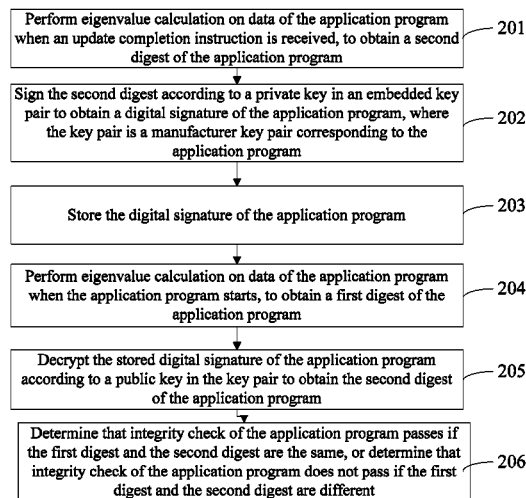 Perform eigenvalue calculation on data of the application program
when an update completion instruction is received, to obtain a second
digest of the application program
201
Sign the second digest according to a private key in an embedded key
pair to obtain a digital signature of the application program, where
the key pair is a manufacturer key pair corresponding to the
application program
202
Store the digital signature of the application program
203
Perform eigenvalue calculation on data of the application program
when the application program starts, to obtain a first digest of the
application program
204
Decrypt the stored digital signature of the application program
according to a public key in the key pair to obtain the second digest
of the application program
205
Determine that integrity check of the application program passes if
the first digest and the second digest are the same, or determine that
integrity check of the application program does not pass if the first
digest and the second digest are different
206